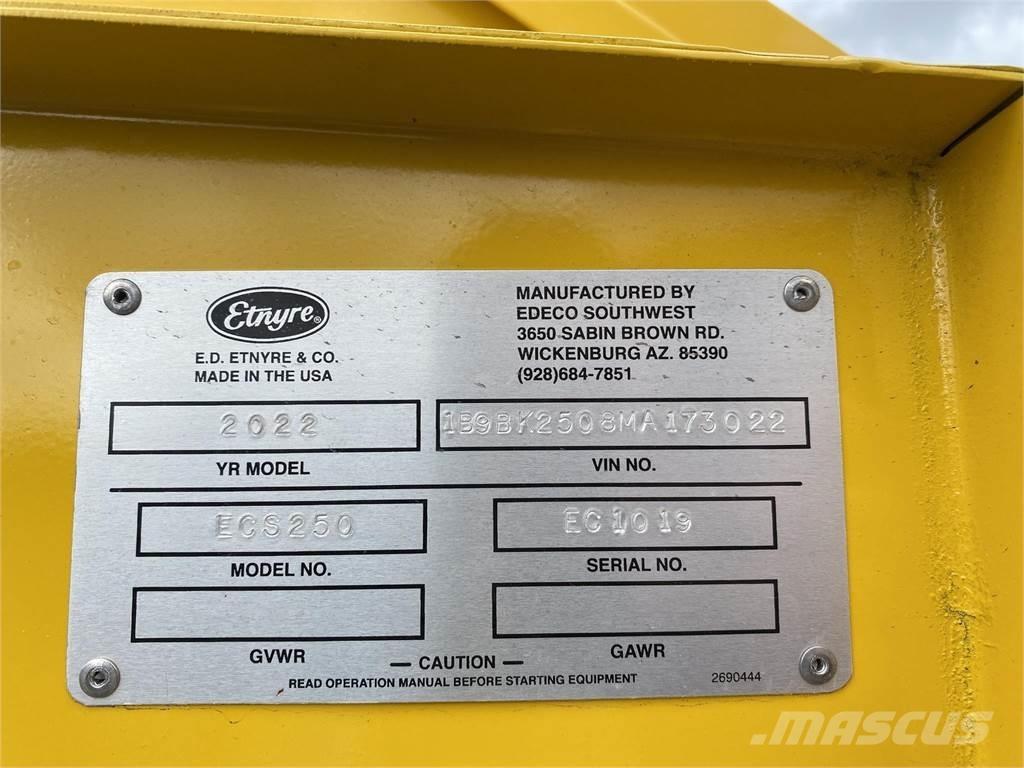 Etnyre®
E.D. ETNYRE & CO.
MADE IN THE USA
MANUFACTURED BY
EDECO SOUTHWEST
3650 SABIN BROWN RD.
WICKENBURG AZ. 85390
(928)684-7851
2022
YR MODEL
1B9BK2508MA173022
VIN NO.
ECS250
MODEL NO.
EC1019
SERIAL NO.
GVWR
GAWR
— CAUTION —
READ OPERATION MANUAL BEFORE STARTING EQUIPMENT
2690444
MASCUS